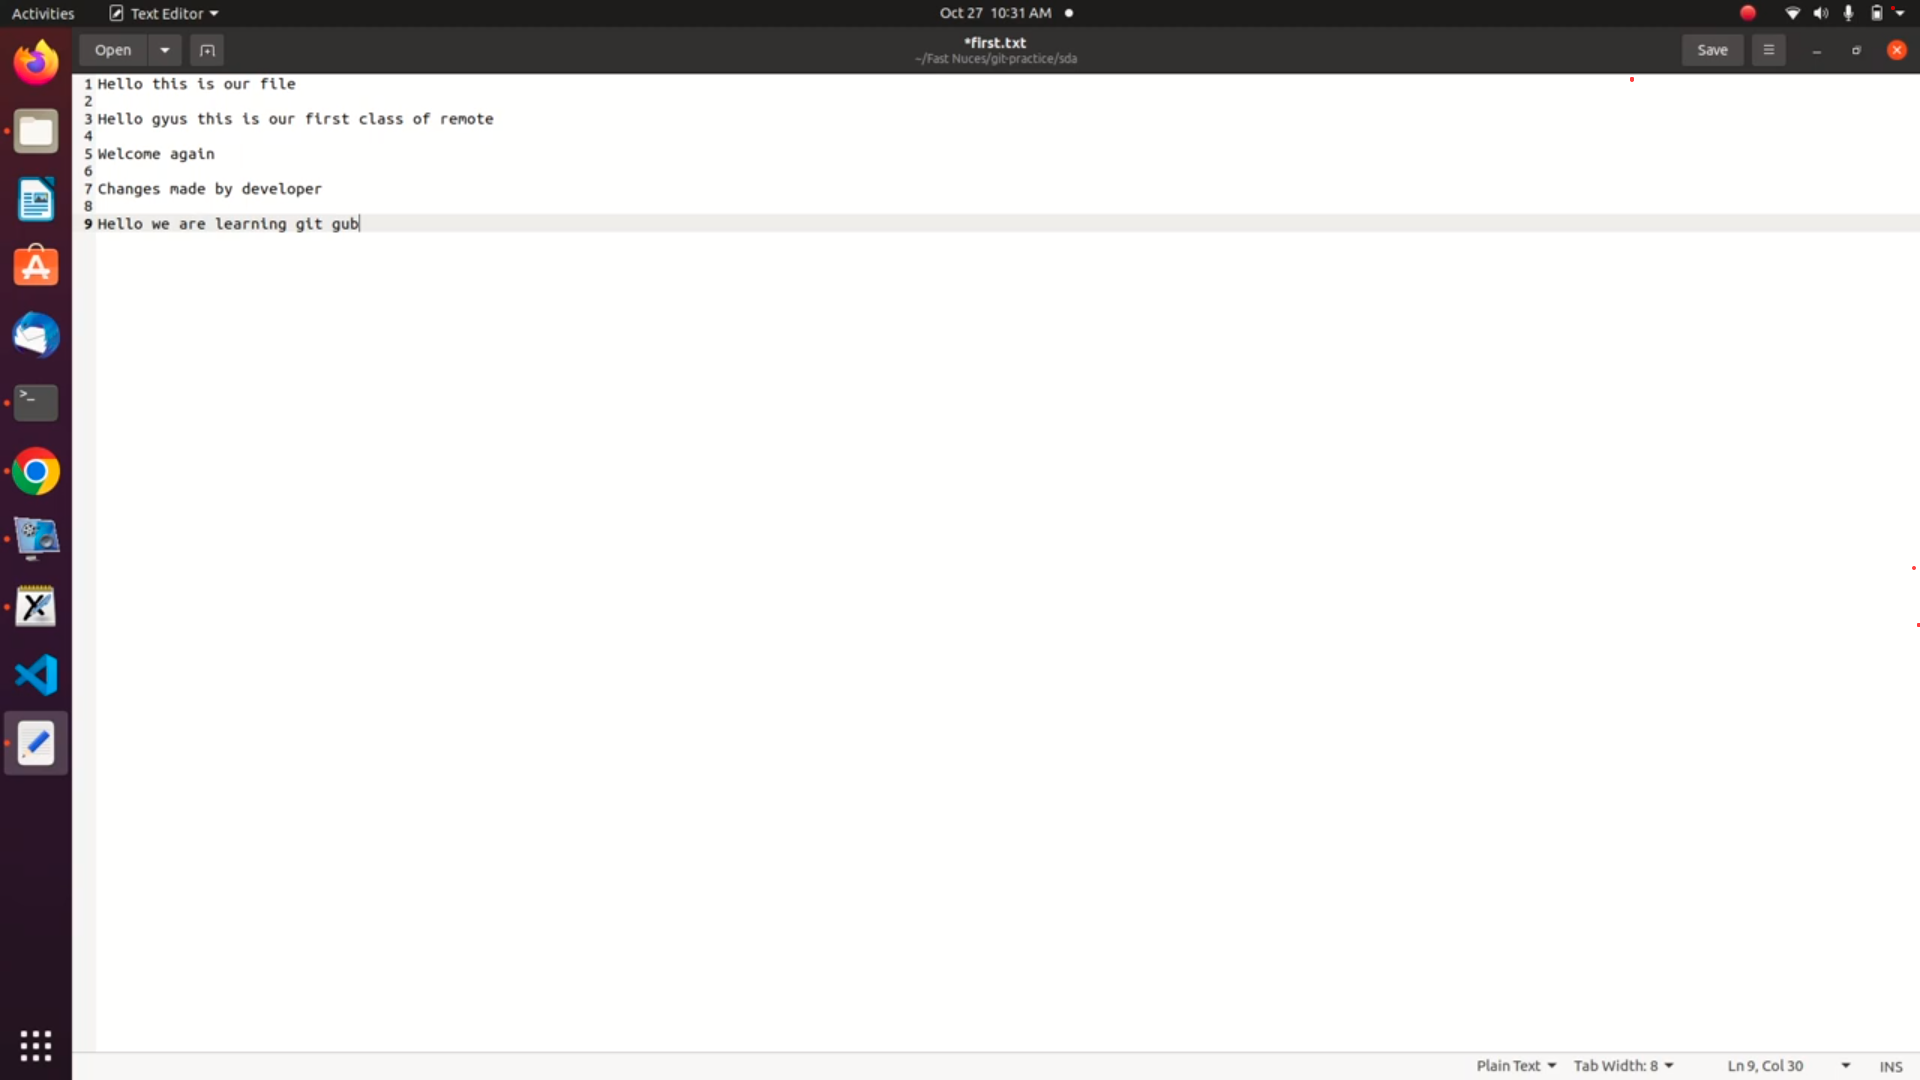 Activities Text Editor Oct 27 10:31 AM
Open *first.txt Save
~/Fast Nuces/git-practice/sda
1 Hello this is our file
2
3 Hello gyus this is our first class of remote
4
5 Welcome again
6
7 Changes made by developer
8
9 Hello we are learning git gub
Plain Text Tab Width: 8 Ln 9, Col 30 INS